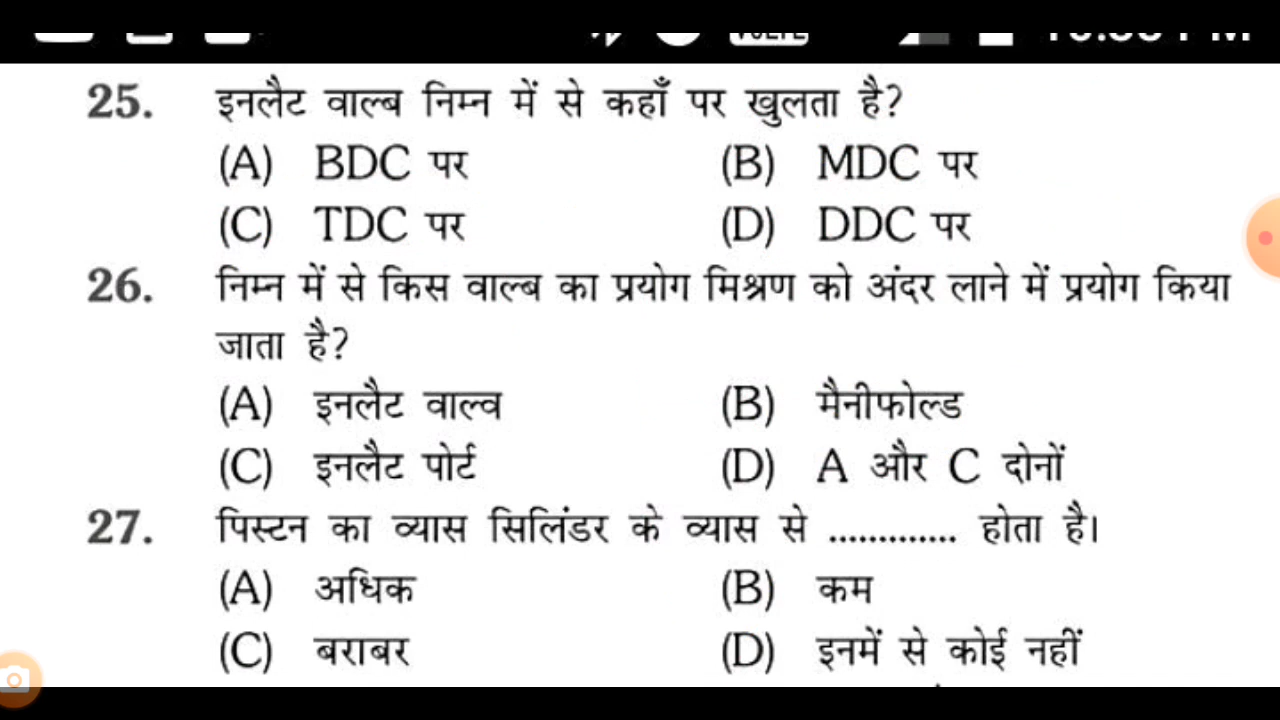 25. इनलैट वाल्ब निम्न में से कहाँ पर खुलता है?
(A) BDC पर (B) MDC पर
(C) TDC पर (D) DDC पर
26. निम्न में से किस वाल्ब का प्रयोग मिश्रण को अंदर लाने में प्रयोग किया
जाता है?
(A) इनलैट वाल्व (B) मैनीफोल्ड
(C) इनलैट पोर्ट (D) A और C दोनों
27. पिस्टन का व्यास सिलिंडर के व्यास से ............. होता है।
(A) अधिक (B) कम
(C) बराबर (D) इनमें से कोई नहीं